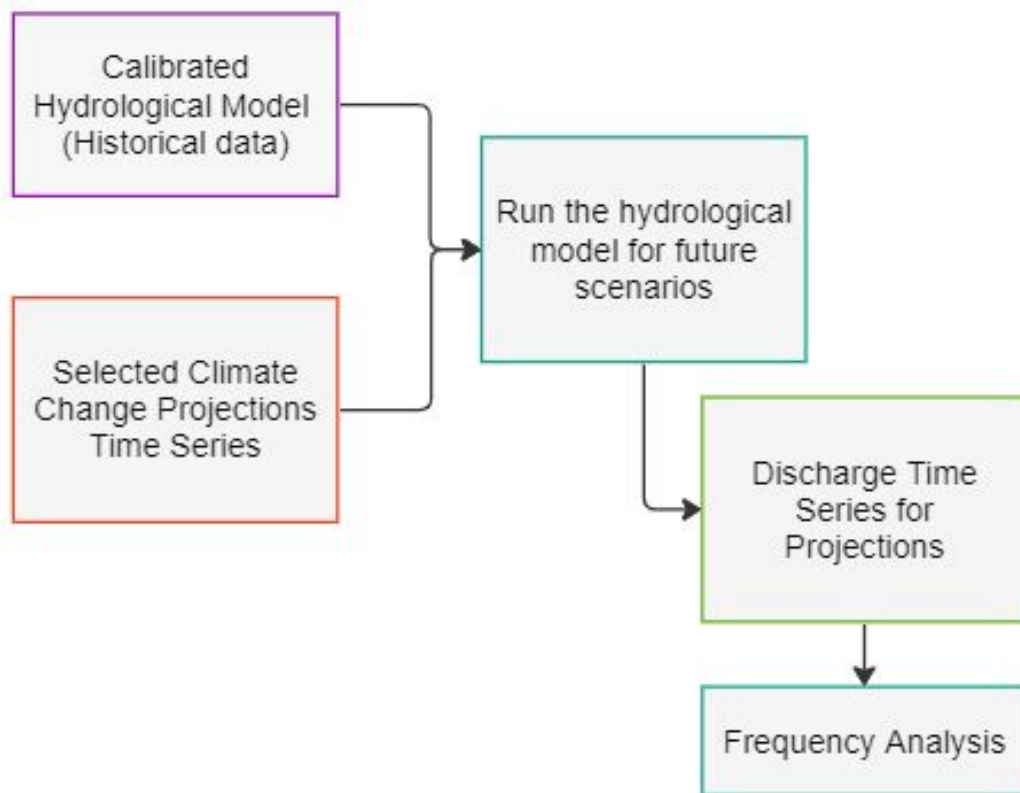 Calibrated
Hydrological Model
(Historical data)
Run the hydrological
model for future
scenarios
Selected Climate
Change Projections
Time Series
Discharge Time
Series for
Projections
Frequency Analysis